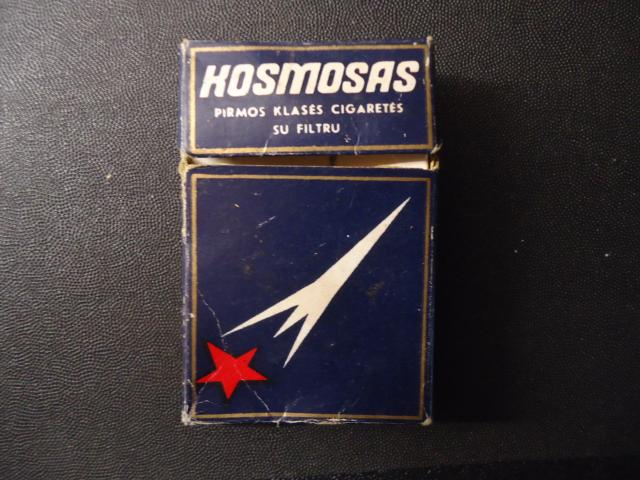 KOSMOSAS
PIRMOS KLASĖS CIGARETĖS
SU FILTRU